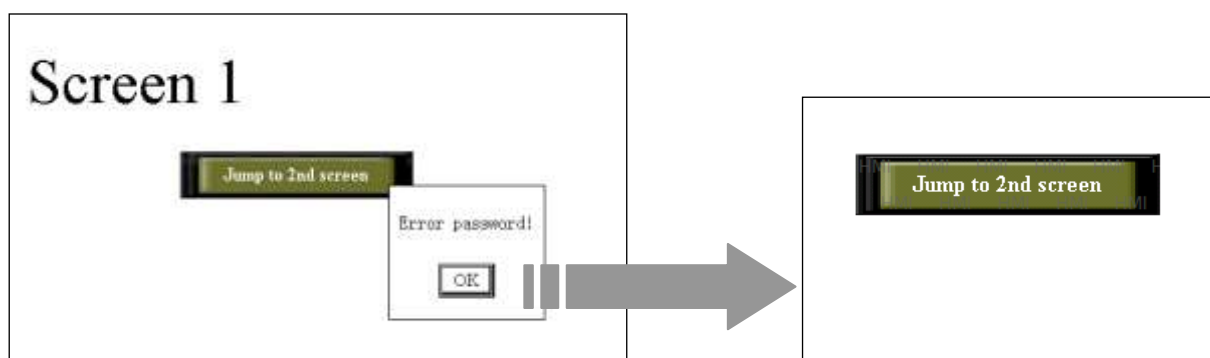 Screen 1
Jump to 2nd screen
Error password!
OK
Jump to 2nd screen